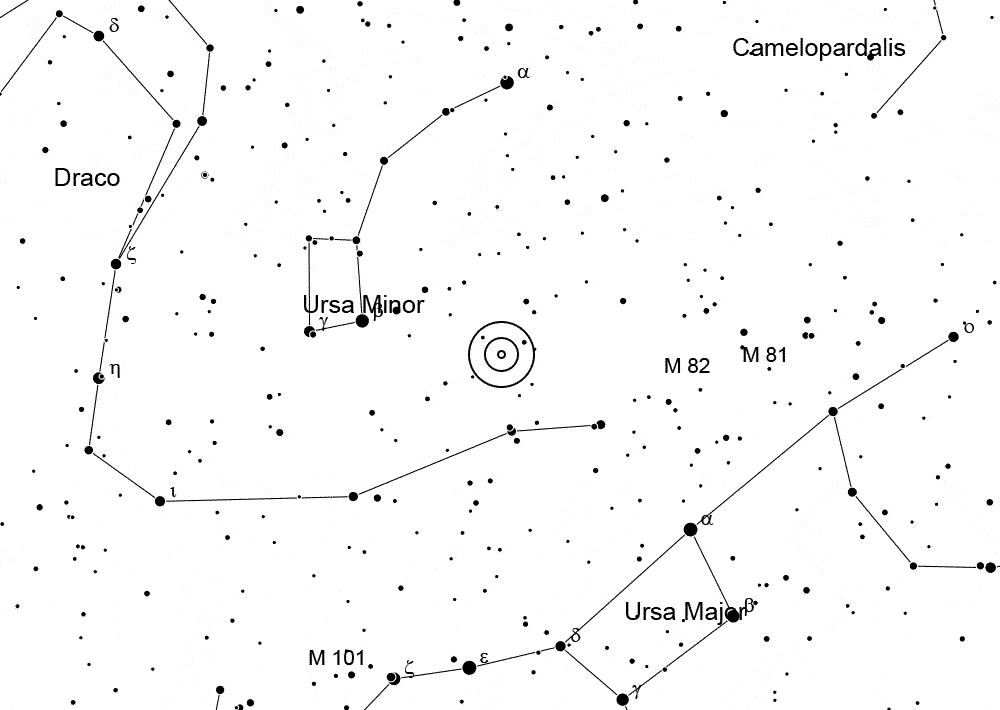 δ
α
Camelopardalis
Draco
ζ
Ursa Minor
β
γ
ο
M 82
M 81
η
ι
α
Ursa Major
β
δ
M 101
ζ
ε
γ